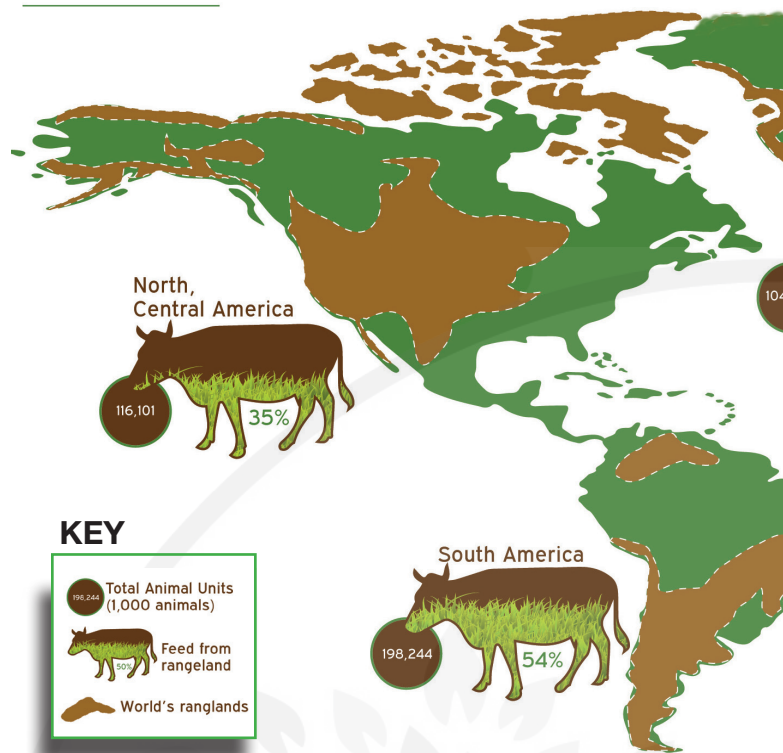 North,
Central America
116,101
35%
104
KEY
198,244
Total Animal Units
(1,000 animals)
50%
Feed from
rangeland
World's ranglands
South America
198,244
54%